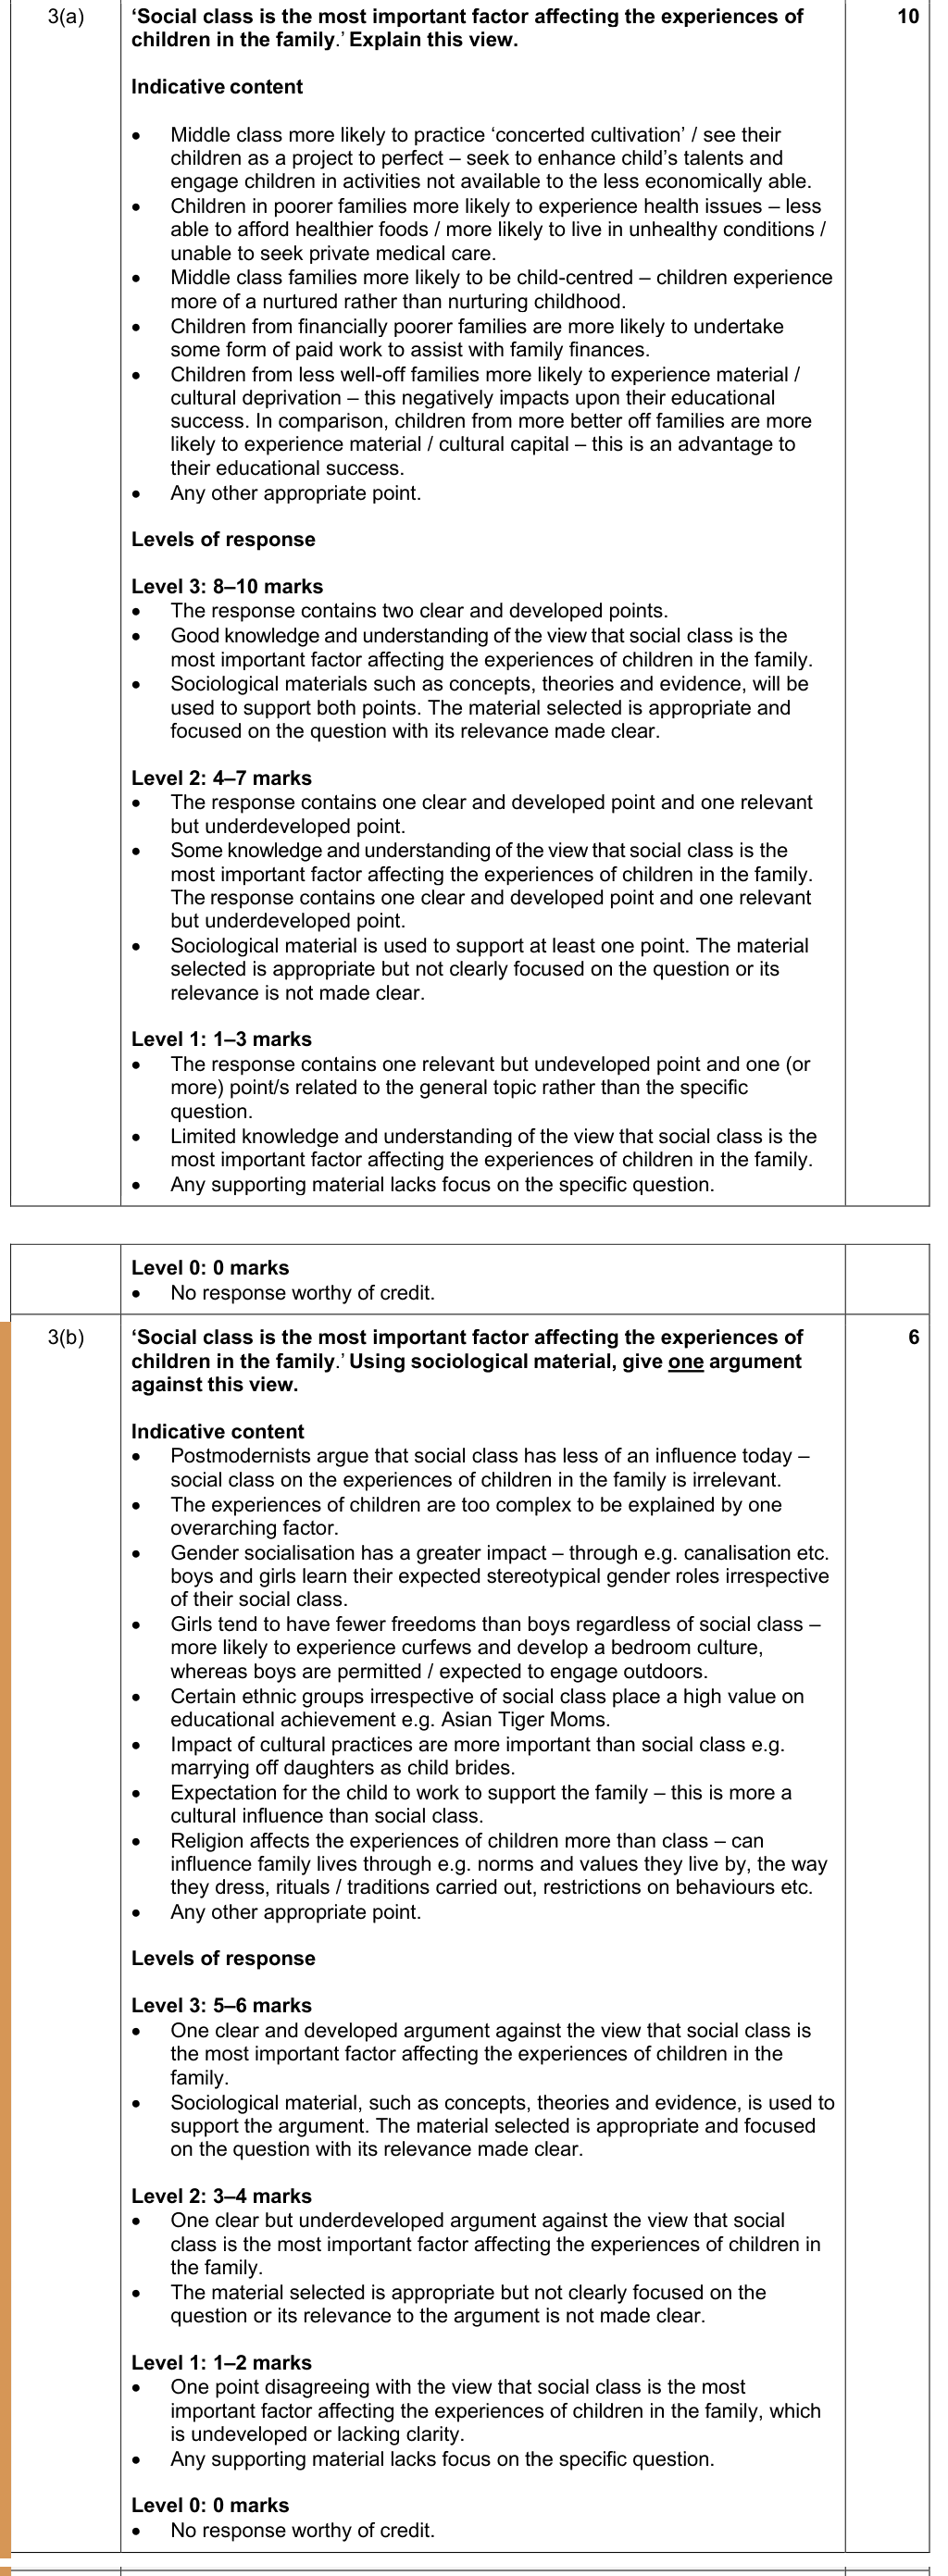 3(a)
‘Social class is the most important factor affecting the experiences of
children in the family.’ Explain this view.
10
Indicative content
• Middle class more likely to practice ‘concerted cultivation’ / see their
children as a project to perfect – seek to enhance child’s talents and
engage children in activities not available to the less economically able.
• Children in poorer families more likely to experience health issues – less
able to afford healthier foods / more likely to live in unhealthy conditions /
unable to seek private medical care.
• Middle class families more likely to be child-centred – children experience
more of a nurtured rather than nurturing childhood.
• Children from financially poorer families are more likely to undertake
some form of paid work to assist with family finances.
• Children from less well-off families more likely to experience material /
cultural deprivation – this negatively impacts upon their educational
success. In comparison, children from more better off families are more
likely to experience material / cultural capital – this is an advantage to
their educational success.
• Any other appropriate point.
Levels of response
Level 3: 8–10 marks
• The response contains two clear and developed points.
• Good knowledge and understanding of the view that social class is the
most important factor affecting the experiences of children in the family.
• Sociological materials such as concepts, theories and evidence, will be
used to support both points. The material selected is appropriate and
focused on the question with its relevance made clear.
Level 2: 4–7 marks
• The response contains one clear and developed point and one relevant
but underdeveloped point.
• Some knowledge and understanding of the view that social class is the
most important factor affecting the experiences of children in the family.
The response contains one clear and developed point and one relevant
but underdeveloped point.
• Sociological material is used to support at least one point. The material
selected is appropriate but not clearly focused on the question or its
relevance is not made clear.
Level 1: 1–3 marks
• The response contains one relevant but undeveloped point and one (or
more) point/s related to the general topic rather than the specific
question.
• Limited knowledge and understanding of the view that social class is the
most important factor affecting the experiences of children in the family.
• Any supporting material lacks focus on the specific question.
Level 0: 0 marks
• No response worthy of credit.
3(b)
‘Social class is the most important factor affecting the experiences of
children in the family.’ Using sociological material, give one argument
against this view.
6
Indicative content
• Postmodernists argue that social class has less of an influence today –
social class on the experiences of children in the family is irrelevant.
• The experiences of children are too complex to be explained by one
overarching factor.
• Gender socialisation has a greater impact – through e.g. canalisation etc.
boys and girls learn their expected stereotypical gender roles irrespective
of their social class.
• Girls tend to have fewer freedoms than boys regardless of social class –
more likely to experience curfews and develop a bedroom culture,
whereas boys are permitted / expected to engage outdoors.
• Certain ethnic groups irrespective of social class place a high value on
educational achievement e.g. Asian Tiger Moms.
• Impact of cultural practices are more important than social class e.g.
marrying off daughters as child brides.
• Expectation for the child to work to support the family – this is more a
cultural influence than social class.
• Religion affects the experiences of children more than class – can
influence family lives through e.g. norms and values they live by, the way
they dress, rituals / traditions carried out, restrictions on behaviours etc.
• Any other appropriate point.
Levels of response
Level 3: 5–6 marks
• One clear and developed argument against the view that social class is
the most important factor affecting the experiences of children in the
family.
• Sociological material, such as concepts, theories and evidence, is used to
support the argument. The material selected is appropriate and focused
on the question with its relevance made clear.
Level 2: 3–4 marks
• One clear but underdeveloped argument against the view that social
class is the most important factor affecting the experiences of children in
the family.
• The material selected is appropriate but not clearly focused on the
question or its relevance to the argument is not made clear.
Level 1: 1–2 marks
• One point disagreeing with the view that social class is the most
important factor affecting the experiences of children in the family, which
is undeveloped or lacking clarity.
• Any supporting material lacks focus on the specific question.
Level 0: 0 marks
• No response worthy of credit.